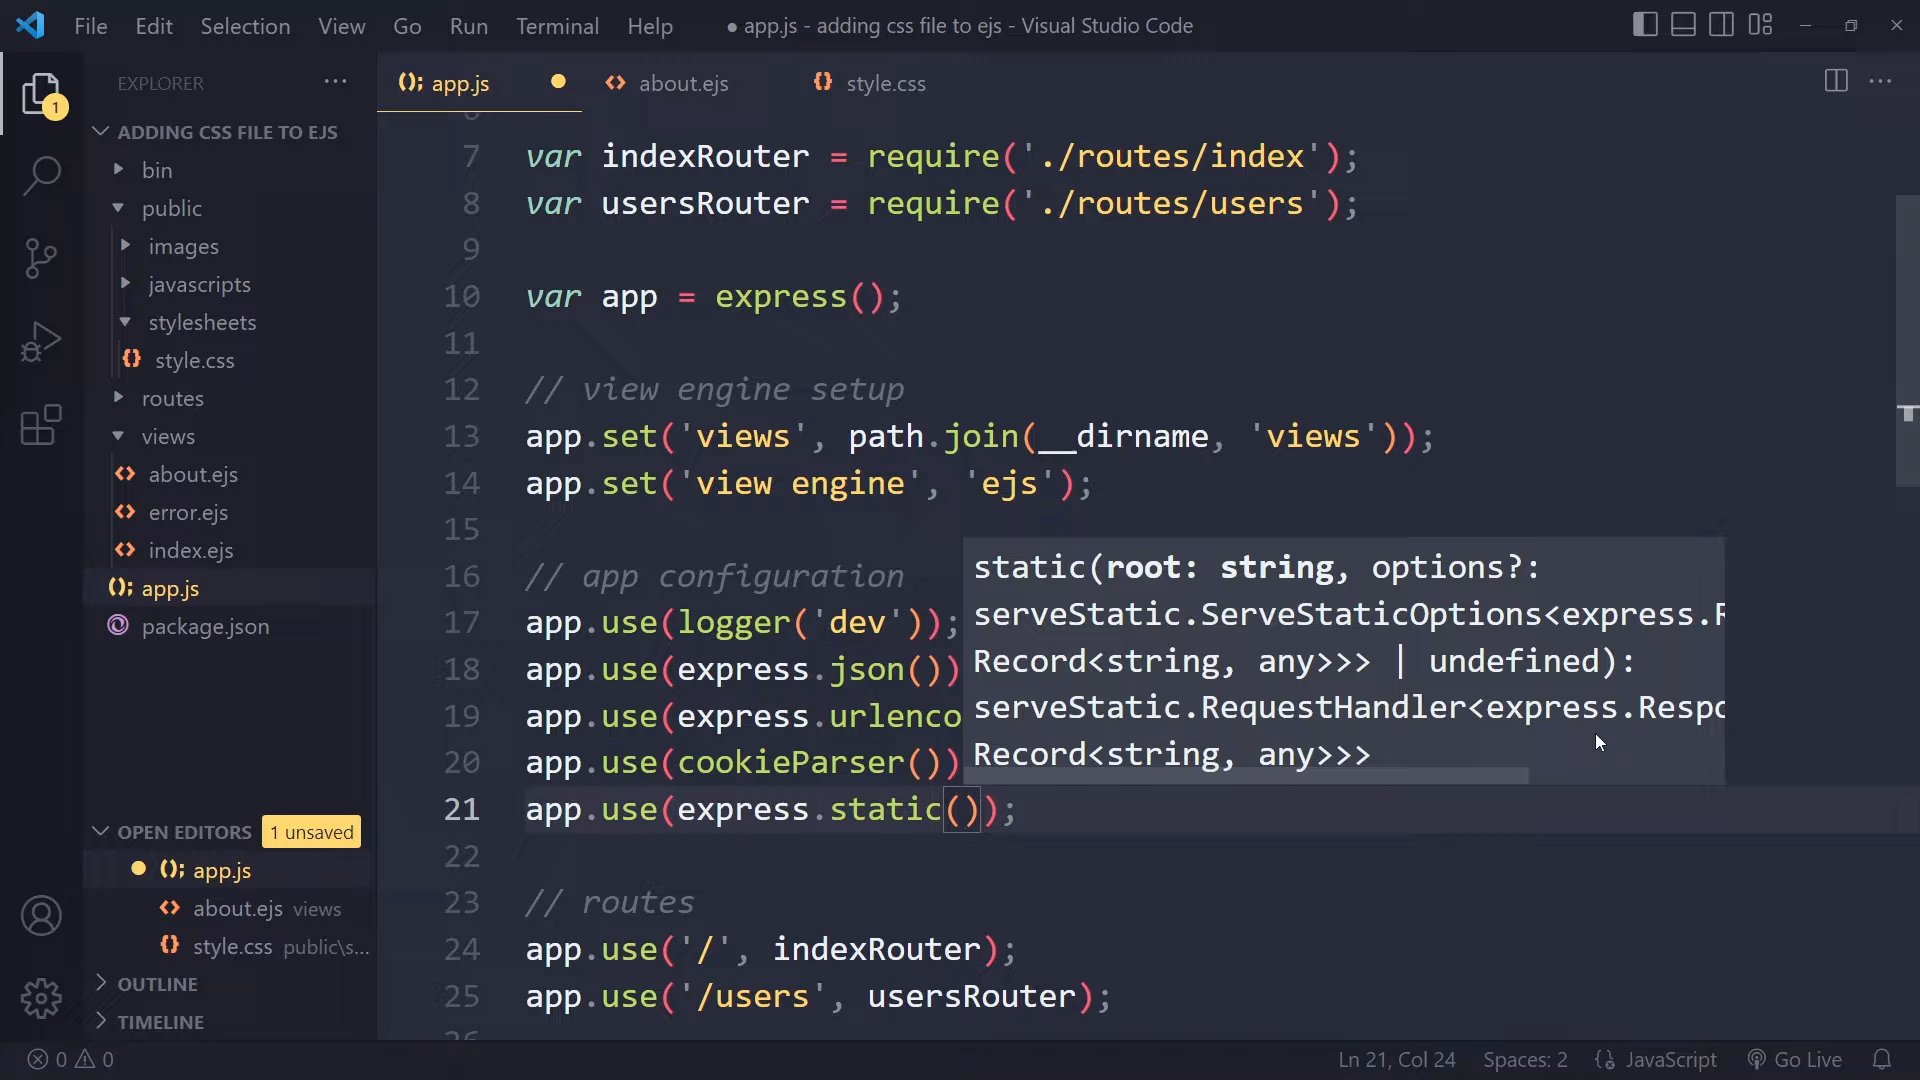 File Edit Selection View Go Run Terminal Help
● app.js - adding css file to ejs - Visual Studio Code
EXPLORER
ADDING CSS FILE TO EJS
bin
public
images
javascripts
stylesheets
style.css
routes
views
about.ejs
error.ejs
index.ejs
app.js
package.json
OPEN EDITORS 1 unsaved
app.js
about.ejs views
style.css public\s...
OUTLINE
TIMELINE
1
app.js
about.ejs
style.css
7 var indexRouter = require('./routes/index');
8 var usersRouter = require('./routes/users');
9
10 var app = express();
11
12 // view engine setup
13 app.set('views', path.join(__dirname, 'views'));
14 app.set('view engine', 'ejs');
15
16 // app configuration
17 app.use(logger('dev'));
18 app.use(express.json())
19 app.use(express.urlenco
20 app.use(cookieParser())
21 app.use(express.static());
22
23 // routes
24 app.use('/', indexRouter);
25 app.use('/users', usersRouter);
static(root: string, options?:
serveStatic.ServeStaticOptions<express.R
Record<string, any>>> | undefined):
serveStatic.RequestHandler<express.Respo
Record<string, any>>>
0 0
Ln 21, Col 24 Spaces: 2 JavaScript Go Live